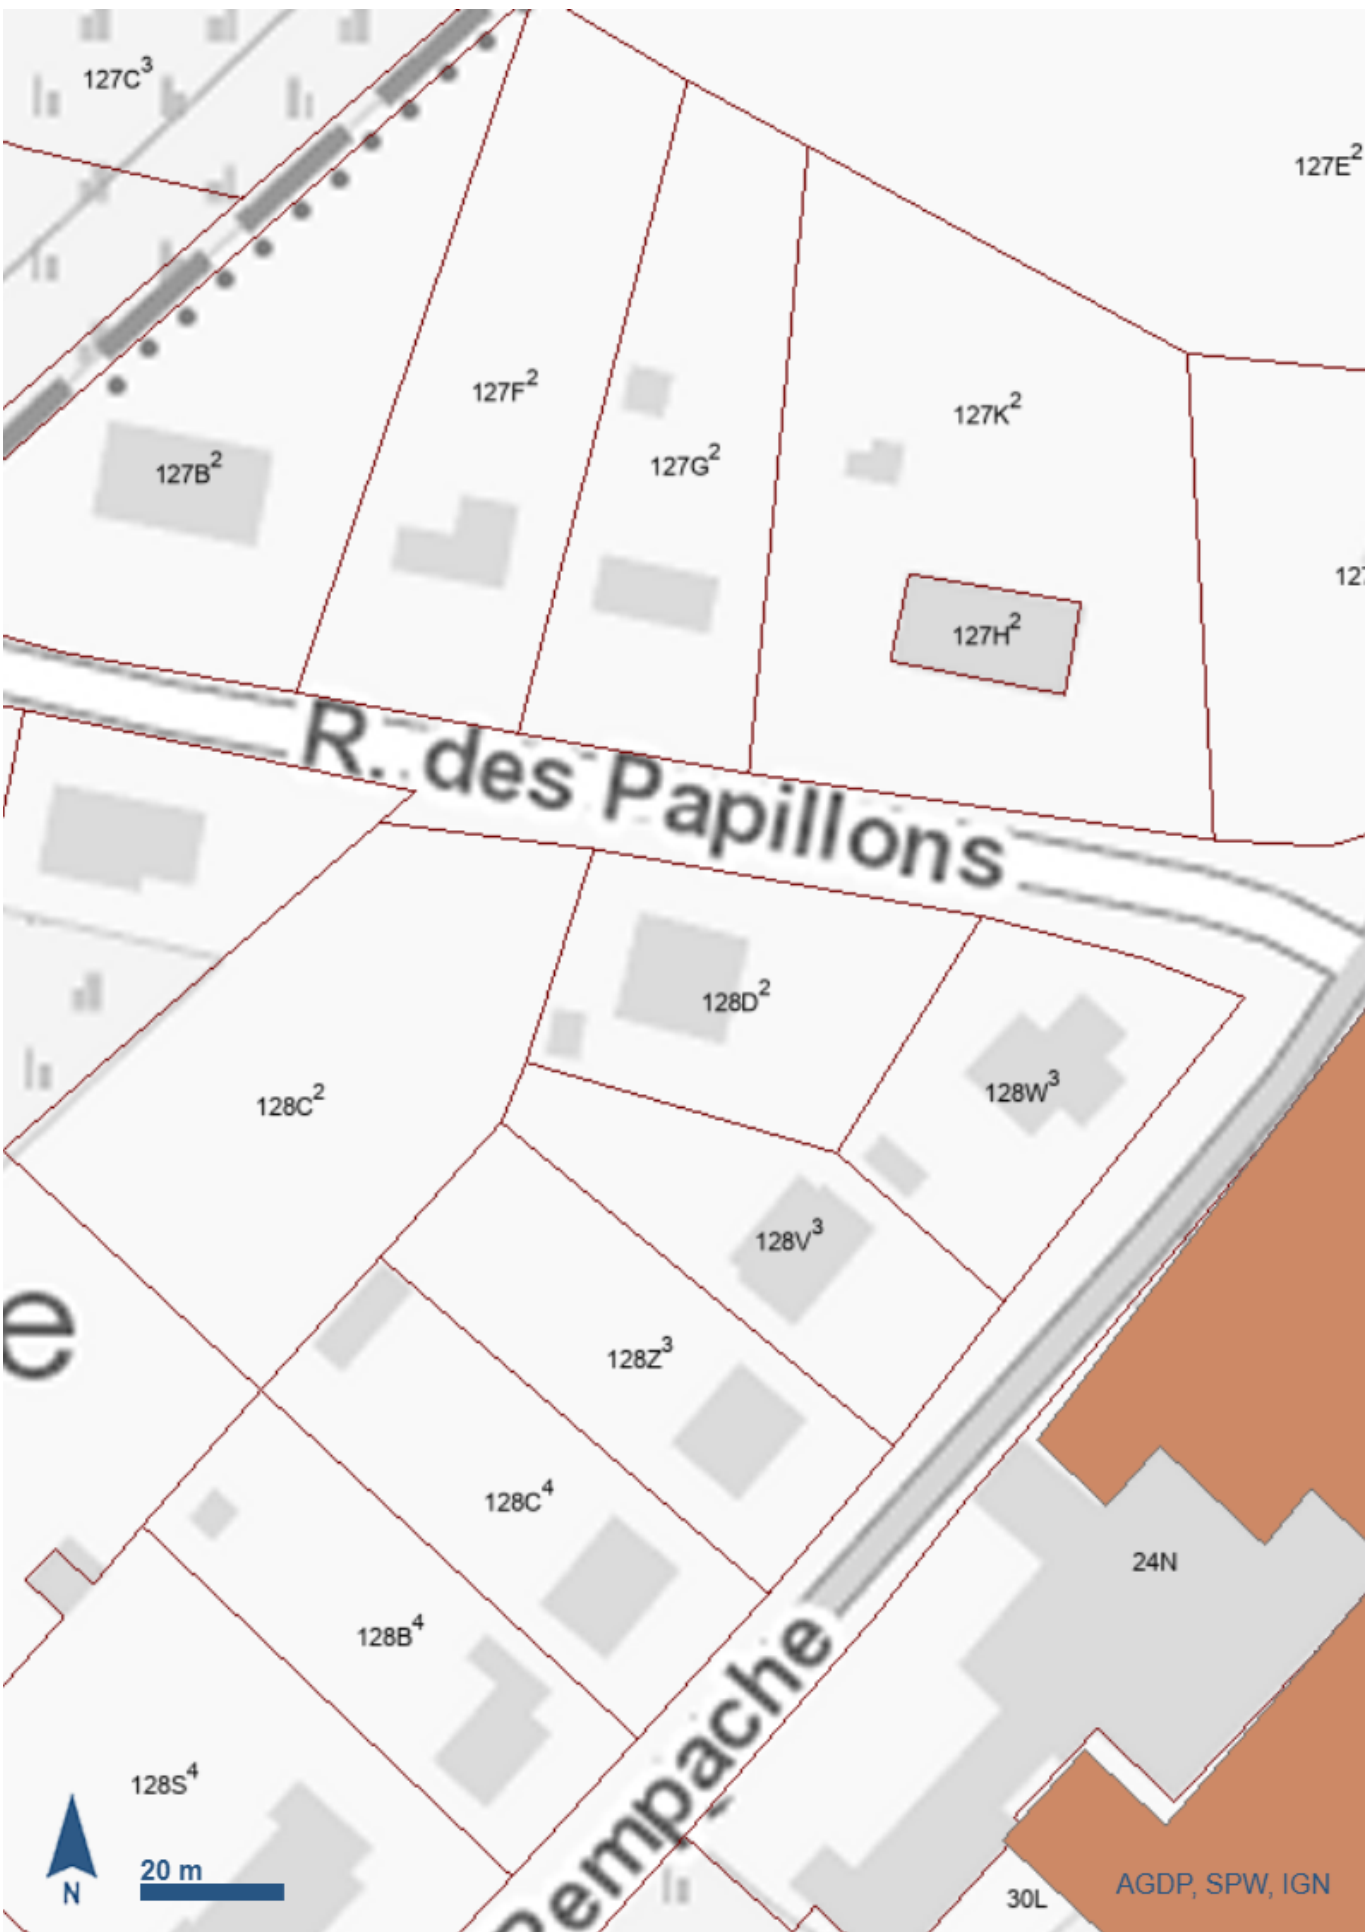 127C³
127E²
127F²
127K²
127G²
127B²
127H²
R. des Papillons
128D²
128W³
128C²
128V³
e
128Z³
128C⁴
24N
128B⁴
128S⁴
Rempache
20 m
N
30L
AGDP, SPW, IGN